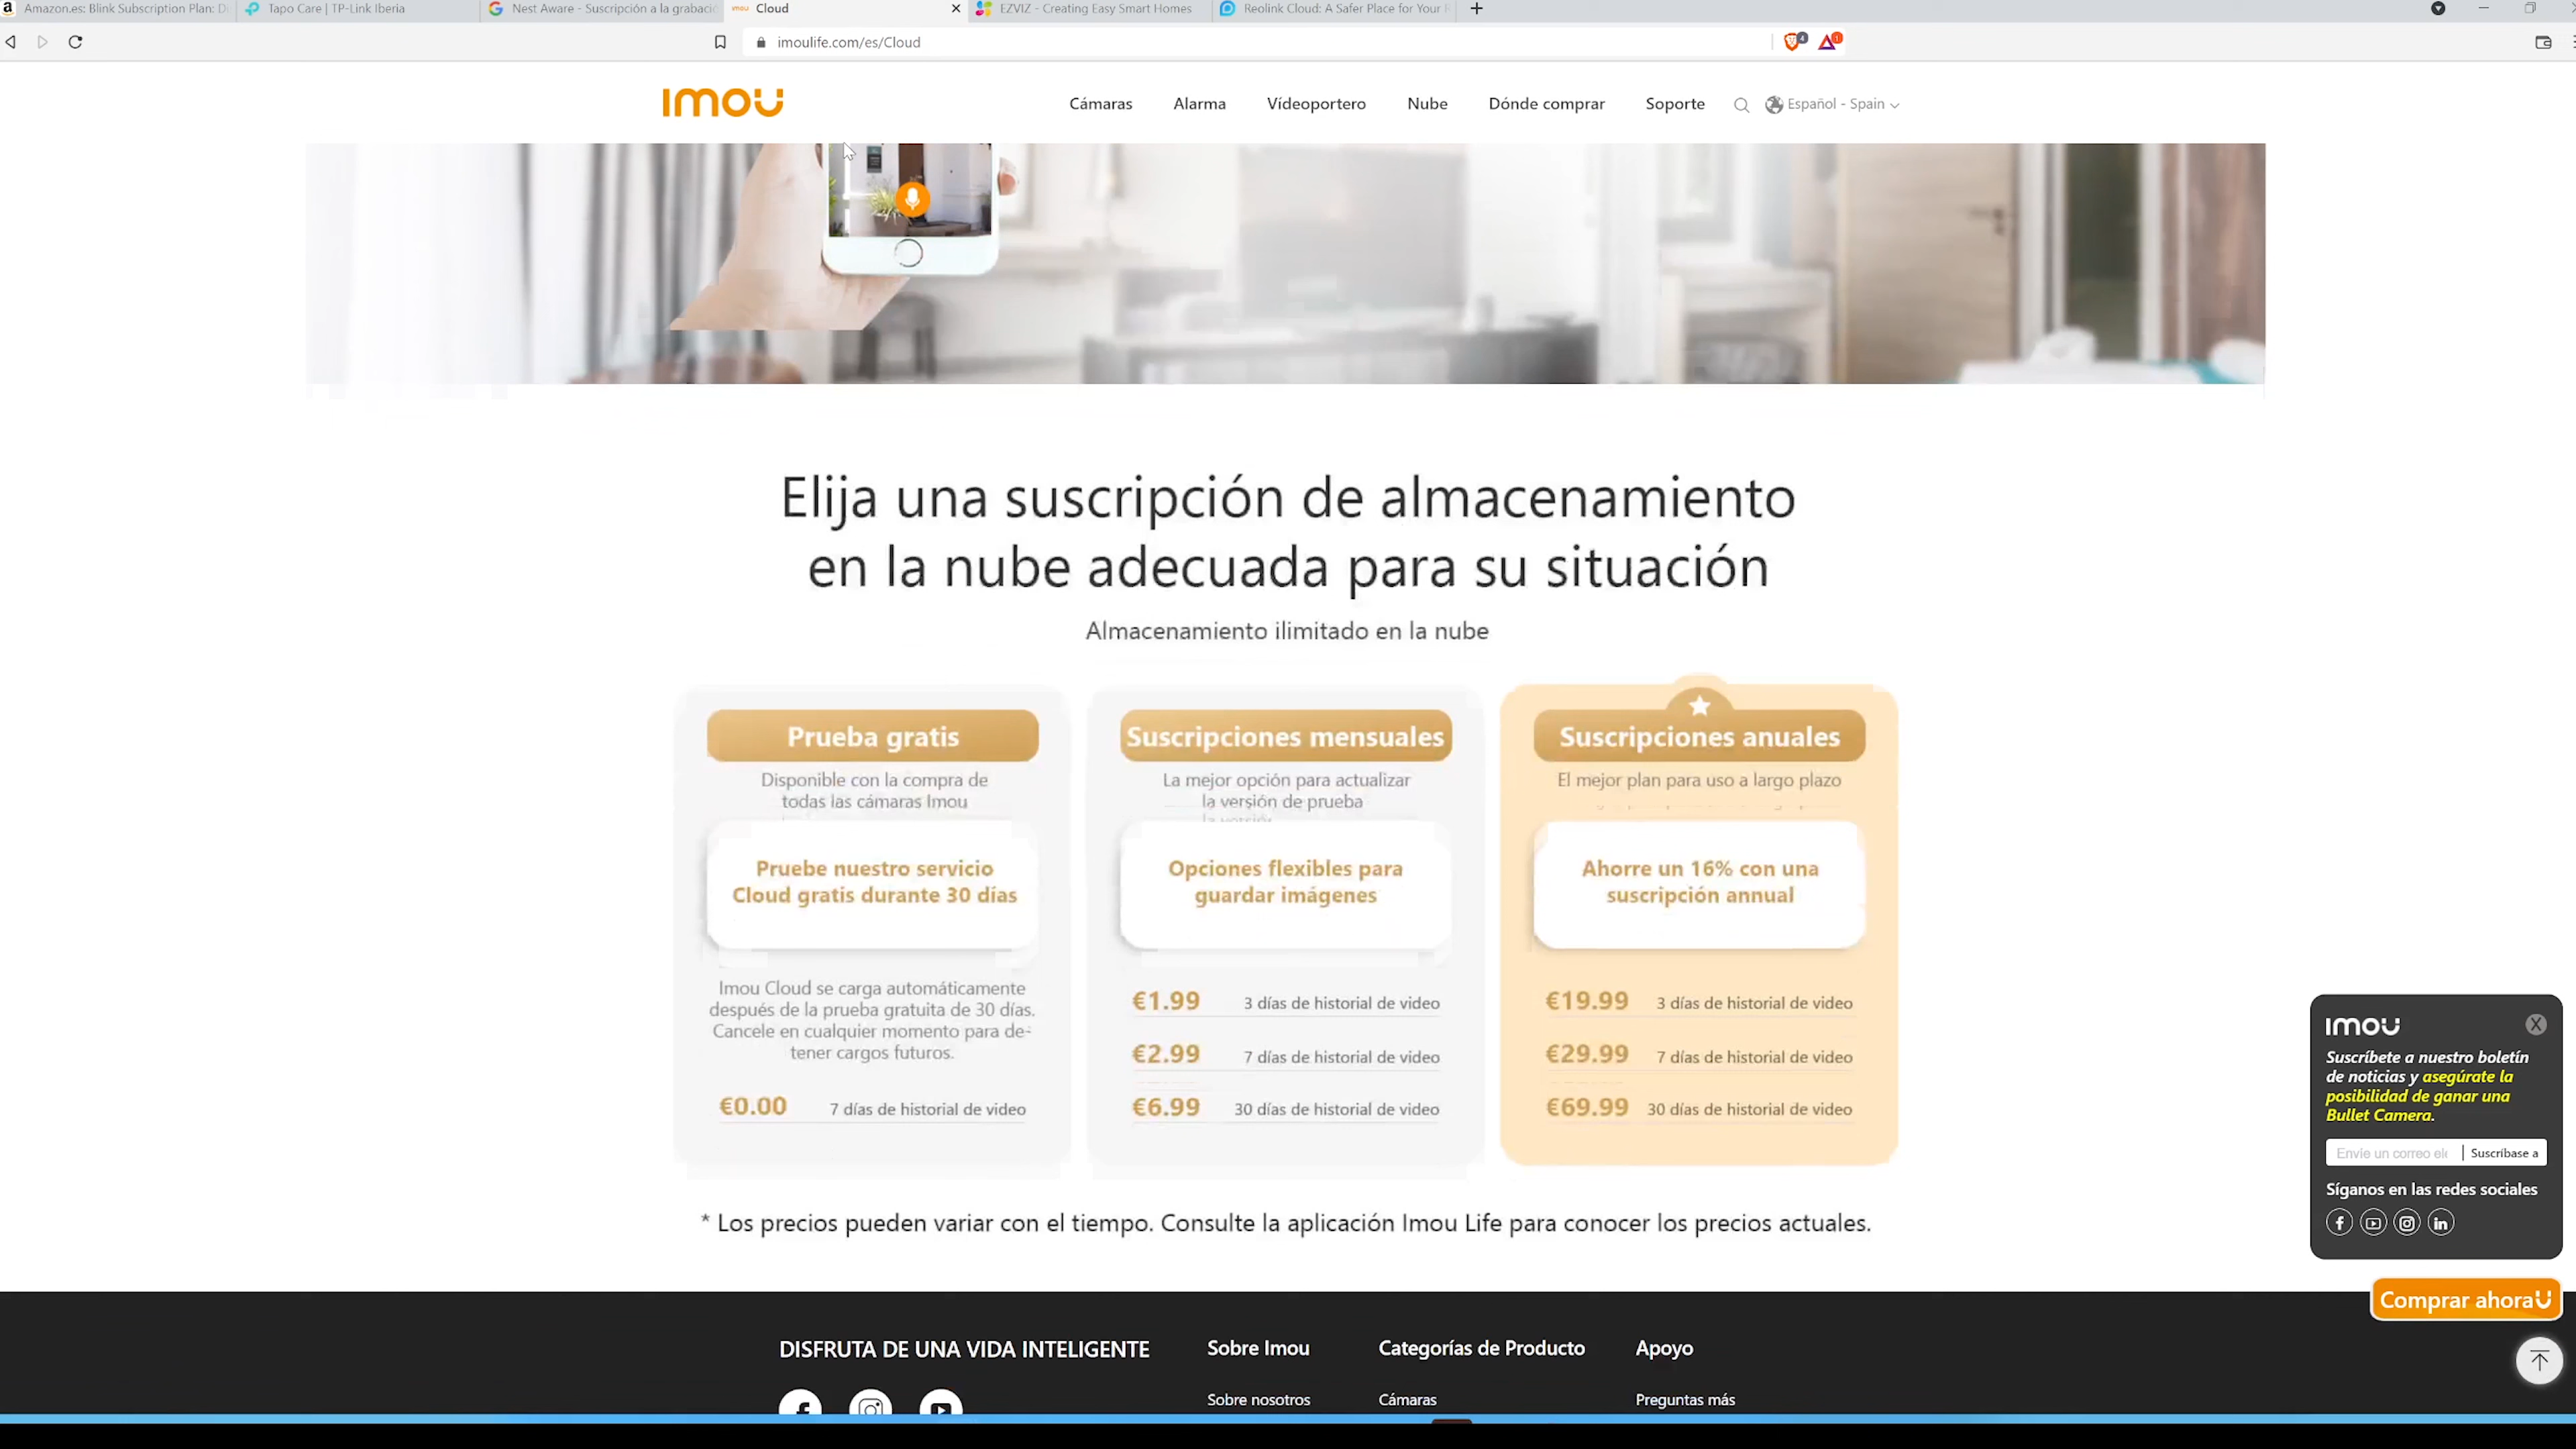 Amazon.es: Blink Subscription Plan: D
Tapo Care | TP-Link Iberia
Nest Aware - Suscripción a la grabació
Cloud
EZVIZ - Creating Easy Smart Homes
Reolink Cloud: A Safer Place for Your R
imoulife.com/es/Cloud
imou
Cámaras
Alarma
Vídeoportero
Nube
Dónde comprar
Soporte
Español - Spain
Elija una suscripción de almacenamiento
en la nube adecuada para su situación
Almacenamiento ilimitado en la nube
Prueba gratis
Disponible con la compra de
todas las cámaras Imou
Pruebe nuestro servicio
Cloud gratis durante 30 días
Imou Cloud se carga automáticamente
después de la prueba gratuita de 30 días.
Cancele en cualquier momento para de-
tener cargos futuros.
€0.00 7 días de historial de video
Suscripciones mensuales
La mejor opción para actualizar
la versión de prueba
Opciones flexibles para
guardar imágenes
€1.99 3 días de historial de video
€2.99 7 días de historial de video
€6.99 30 días de historial de video
Suscripciones anuales
El mejor plan para uso a largo plazo
Ahorre un 16% con una
suscripción annual
€19.99 3 días de historial de video
€29.99 7 días de historial de video
€69.99 30 días de historial de video
* Los precios pueden variar con el tiempo. Consulte la aplicación Imou Life para conocer los precios actuales.
imou
X
Suscríbete a nuestro boletín
de noticias y asegúrate la
posibilidad de ganar una
Bullet Camera.
Envíe un correo ele
Suscríbase a
Síganos en las redes sociales
Comprar ahora
DISFRUTA DE UNA VIDA INTELIGENTE
Sobre Imou
Categorías de Producto
Apoyo
Sobre nosotros
Cámaras
Preguntas más